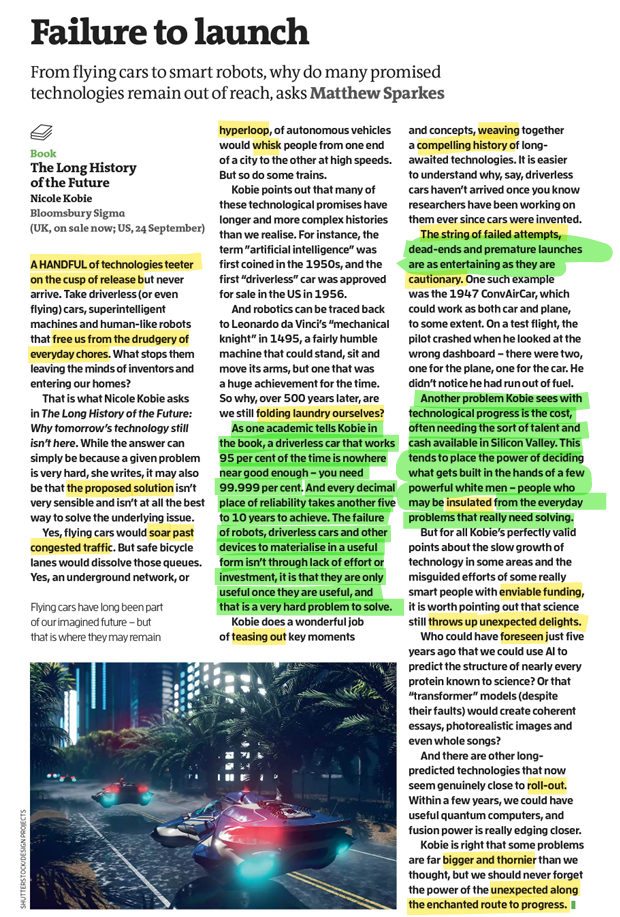 Failure to launch
From flying cars to smart robots, why do many promised
technologies remain out of reach, asks Matthew Sparkes
Book
The Long History
of the Future
Nicole Kobie
Bloomsbury Sigma
(UK, on sale now; US, 24 September)
A HANDFUL of technologies teeter
on the cusp of release but never
arrive. Take driverless (or even
flying) cars, superintelligent
machines and human-like robots
that free us from the drudgery of
everyday chores. What stops them
leaving the minds of inventors and
entering our homes?
That is what Nicole Kobie asks
in The Long History of the Future:
Why tomorrow's technology still
isn't here. While the answer can
simply be because a given problem
is very hard, she writes, it may also
be that the proposed solution isn't
very sensible and isn't at all the best
way to solve the underlying issue.
Yes, flying cars would soar past
congested traffic. But safe bicycle
lanes would dissolve those queues.
Yes, an underground network, or
Flying cars have long been part
of our imagined future – but
that is where they may remain
hyperloop, of autonomous vehicles
would whisk people from one end
of a city to the other at high speeds.
But so do some trains.
Kobie points out that many of
these technological promises have
longer and more complex histories
than we realise. For instance, the
term "artificial intelligence" was
first coined in the 1950s, and the
first "driverless" car was approved
for sale in the US in 1956.
And robotics can be traced back
to Leonardo da Vinci's "mechanical
knight" in 1495, a fairly humble
machine that could stand, sit and
move its arms, but one that was
a huge achievement for the time.
So why, over 500 years later, are
we still folding laundry ourselves?
As one academic tells Kobie in
the book, a driverless car that works
95 per cent of the time is nowhere
near good enough – you need
99.999 per cent. And every decimal
place of reliability takes another five
to 10 years to achieve. The failure
of robots, driverless cars and other
devices to materialise in a useful
form isn't through lack of effort or
investment, it is that they are only
useful once they are useful, and
that is a very hard problem to solve.
Kobie does a wonderful job
of teasing out key moments
and concepts, weaving together
a compelling history of long-
awaited technologies. It is easier
to understand why, say, driverless
cars haven't arrived once you know
researchers have been working on
them ever since cars were invented.
The string of failed attempts,
dead-ends and premature launches
are as entertaining as they are
cautionary. One such example
was the 1947 ConvAirCar, which
could work as both car and plane,
to some extent. On a test flight, the
pilot crashed when he looked at the
wrong dashboard – there were two,
one for the plane, one for the car. He
didn't notice he had run out of fuel.
Another problem Kobie sees with
technological progress is the cost,
often needing the sort of talent and
cash available in Silicon Valley. This
tends to place the power of deciding
what gets built in the hands of a few
powerful white men – people who
may be insulated from the everyday
problems that really need solving.
But for all Kobie's perfectly valid
points about the slow growth of
technology in some areas and the
misguided efforts of some really
smart people with enviable funding,
it is worth pointing out that science
still throws up unexpected delights.
Who could have foreseen just five
years ago that we could use AI to
predict the structure of nearly every
protein known to science? Or that
"transformer" models (despite
their faults) would create coherent
essays, photorealistic images and
even whole songs?
And there are other long-
predicted technologies that now
seem genuinely close to roll-out.
Within a few years, we could have
useful quantum computers, and
fusion power is really edging closer.
Kobie is right that some problems
are far bigger and thornier than we
thought, but we should never forget
the power of the unexpected along
the enchanted route to progress.
SHUTTERSTOCK/DESIGN PROJECTS